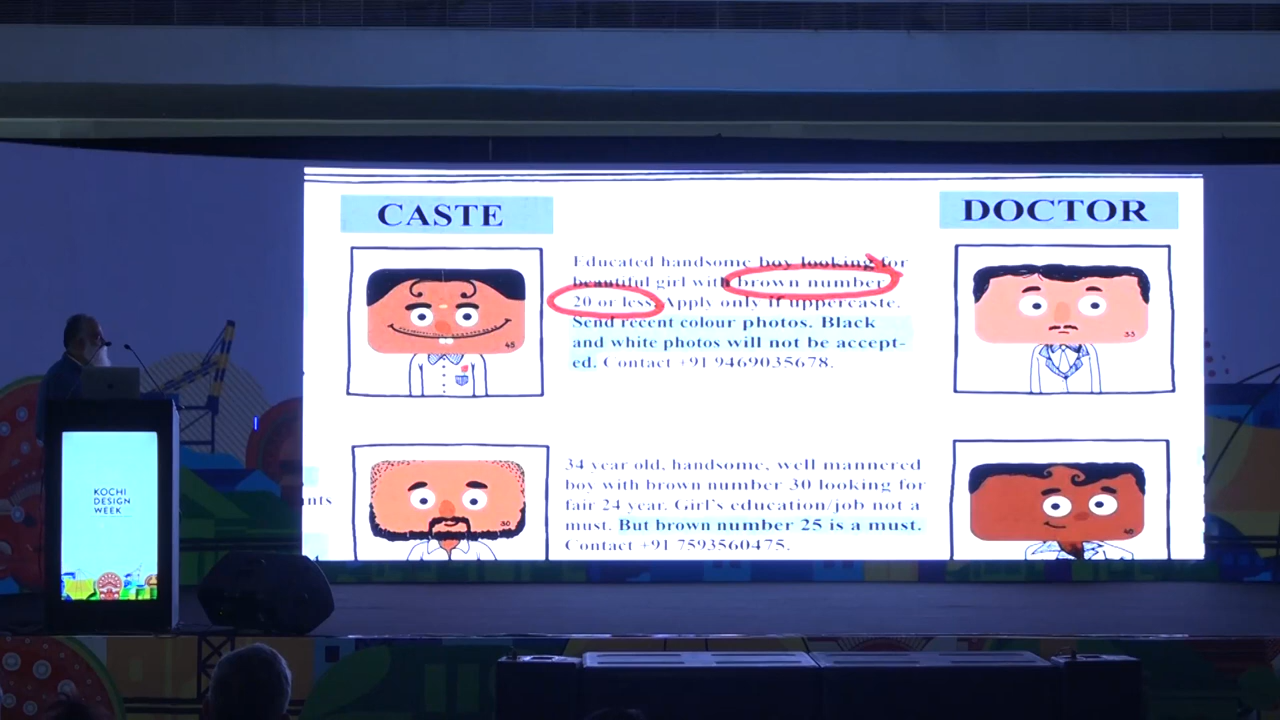 CASTE
DOCTOR
Educated handsome boy looking for
beautiful girl with brown number
20 or less. Apply only if uppercaste.
Send recent colour photos. Black
and white photos will not be accept-
ed. Contact +91 9469035678.
45
35
34 year old, handsome, well mannered
boy with brown number 30 looking for
fair 24 year. Girl's education/job not a
must. But brown number 25 is a must.
Contact +91 7593560475.
30
40
nts
KOCHI
DESIGN
WEEK